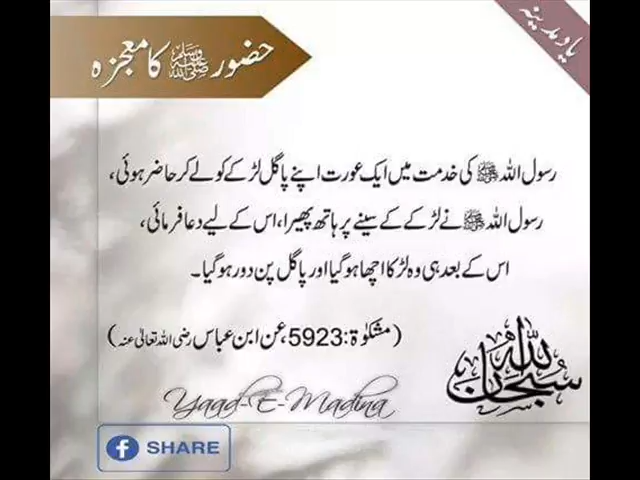 یاد مدینہ
حضور ﷺ کا معجزہ
رسول اللہ ﷺ کی خدمت میں ایک عورت اپنے پاگل لڑکے کو لے کر حاضر ہوئی،
رسول اللہ ﷺ نے لڑکے کے سینے پر ہاتھ پھیرا، اس کے لیے دعا فرمائی،
اس کے بعد ہی وہ لڑکا اچھا ہو گیا اور پاگل پن دور ہو گیا۔
(مشکوٰۃ: 5923، عن ابن عباس رضی اللہ تعالیٰ عنہ)
سبحان اللہ
Yaad-E-Madina
f SHARE